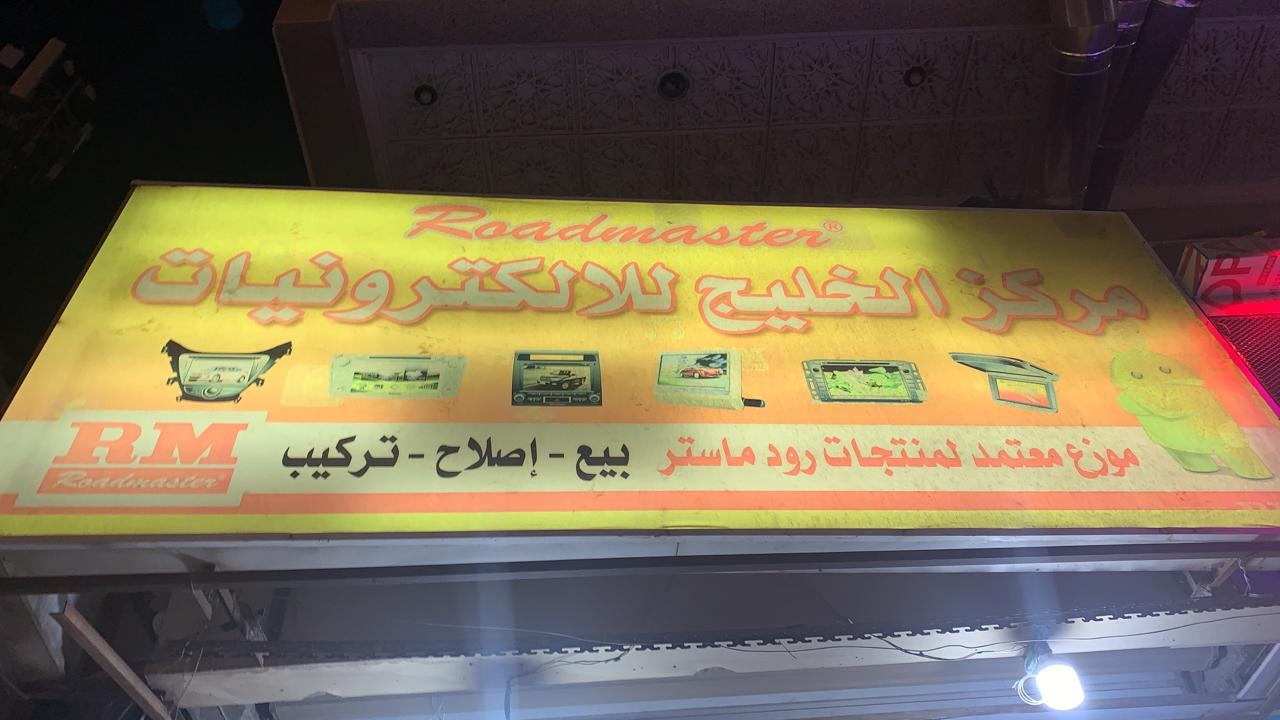 Roadmaster®
مركز الخليج للالكترونيات
موزع معتمد لمنتجات رود ماستر بيع - إصلاح - تركيب
RM
Roadmaster®